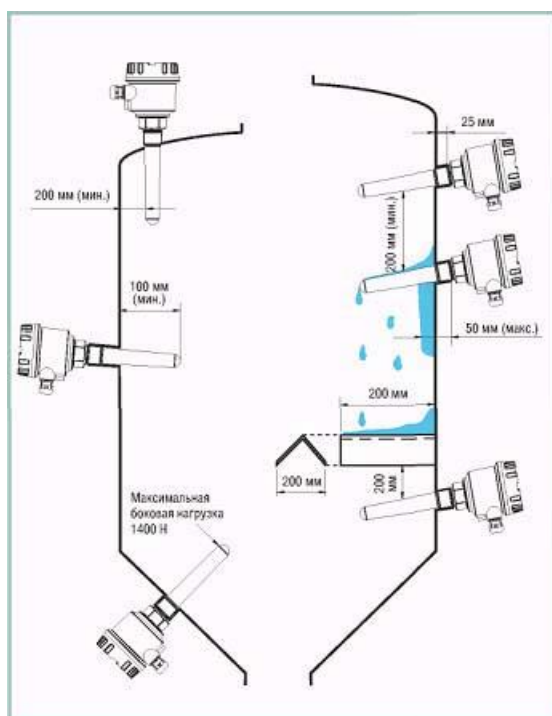 25 мм
200 мм (мин.)
200 мм (мин.)
100 мм
(мин.)
50 мм (макс.)
200 мм
200 мм
200
мм
Максимальная
боковая нагрузка
1400 Н